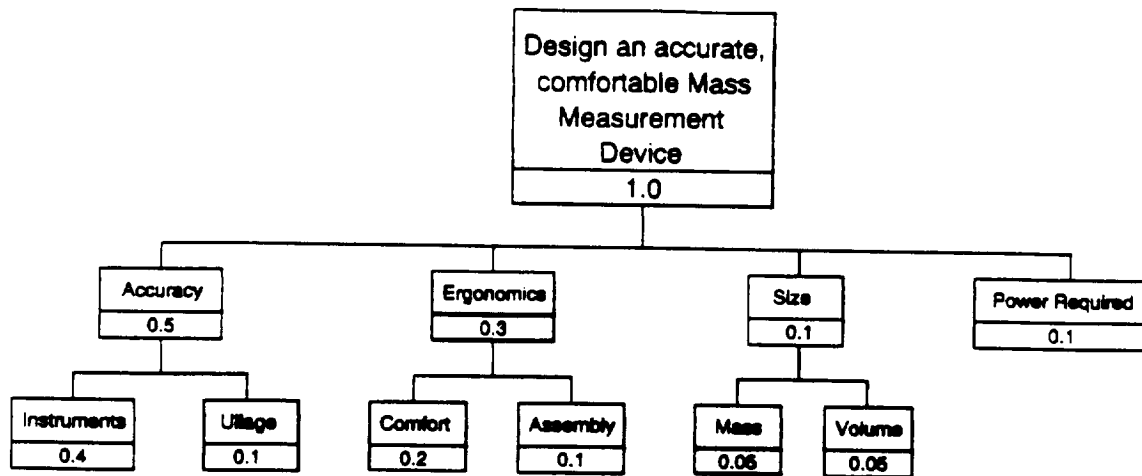 Design an accurate,
comfortable Mass
Measurement
Device
1.0
Accuracy
0.5
Ergonomics
0.3
Size
0.1
Power Required
0.1
Instruments
0.4
Ullage
0.1
Comfort
0.2
Assembly
0.1
Mass
0.05
Volume
0.05